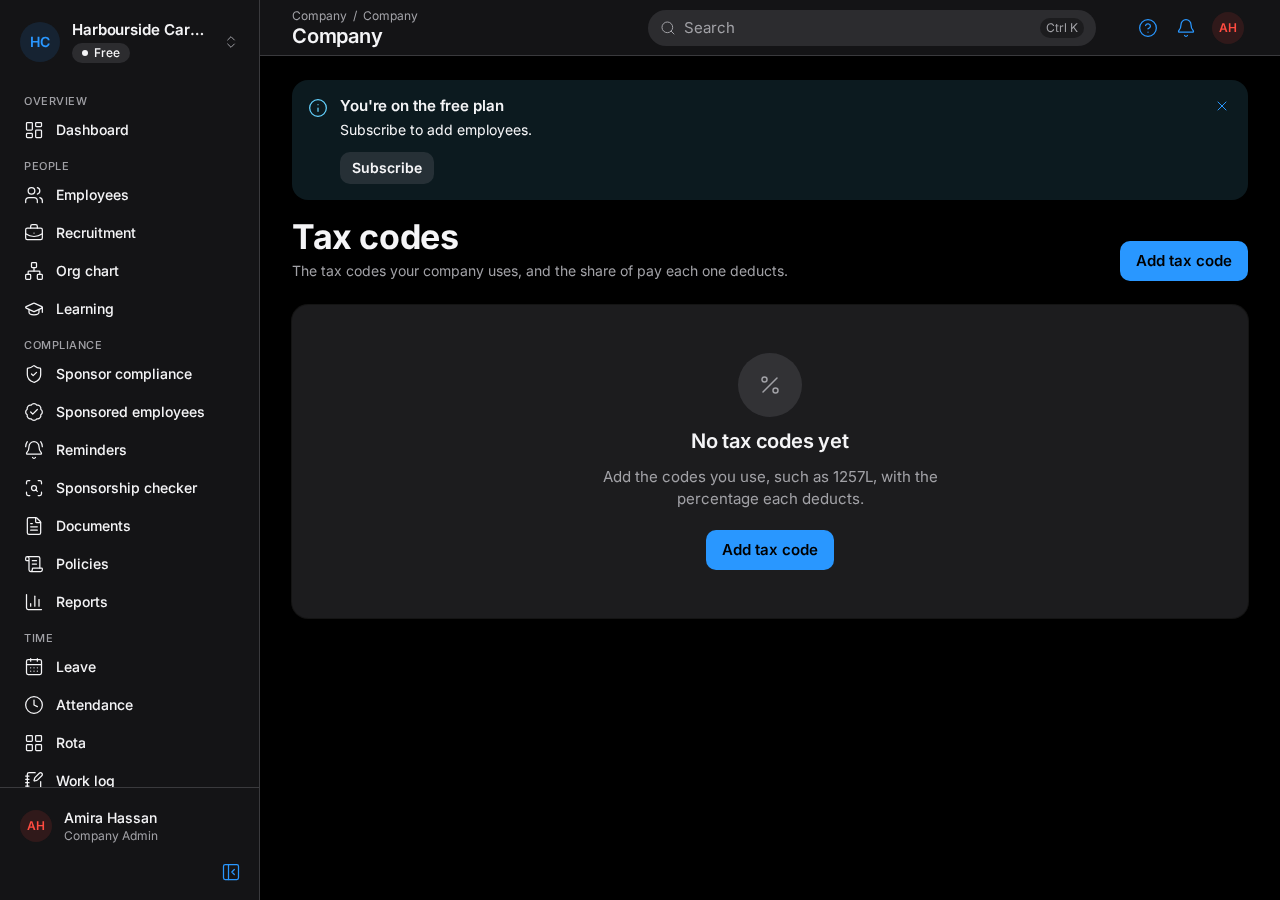 HC
Harbourside Car...
Free
OVERVIEW
Dashboard
PEOPLE
Employees
Recruitment
Org chart
Learning
COMPLIANCE
Sponsor compliance
Sponsored employees
Reminders
Sponsorship checker
Documents
Policies
Reports
TIME
Leave
Attendance
Rota
Work log
AH
Amira Hassan
Company Admin
Company / Company
Company
Search
Ctrl K
AH
You're on the free plan
Subscribe to add employees.
Subscribe
Tax codes
The tax codes your company uses, and the share of pay each one deducts.
Add tax code
No tax codes yet
Add the codes you use, such as 1257L, with the
percentage each deducts.
Add tax code